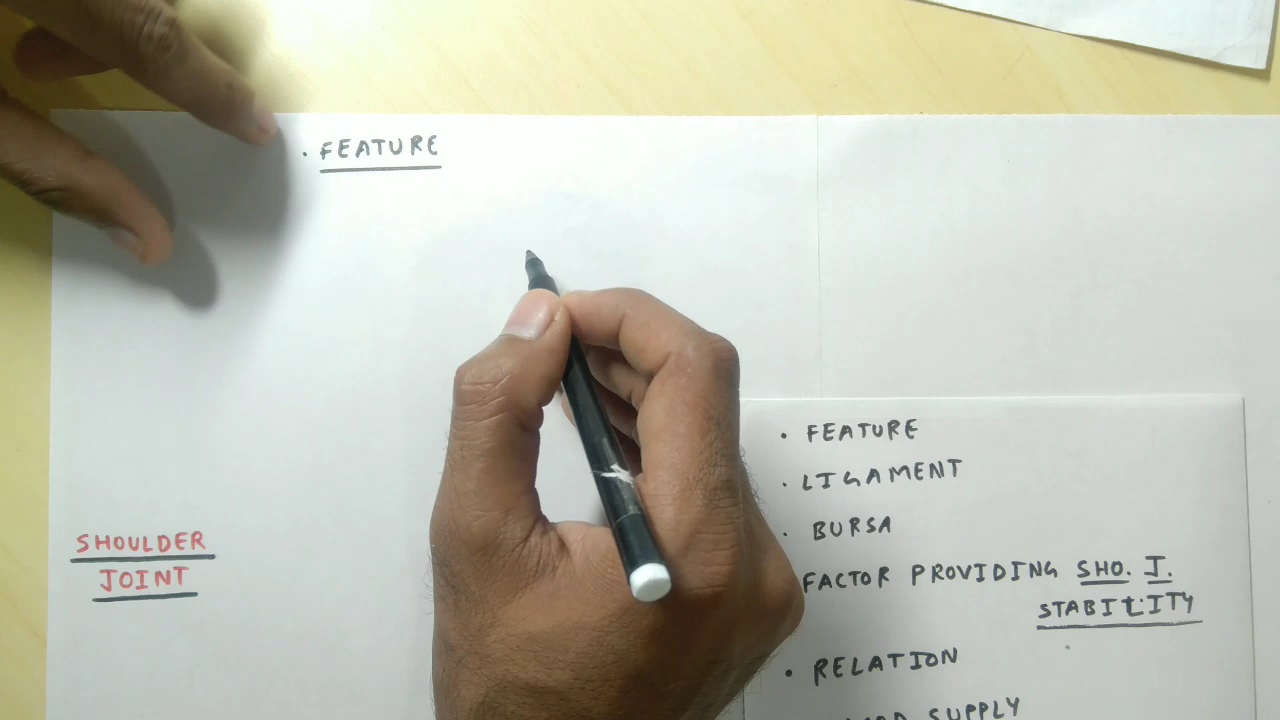 • FEATURE
SHOULDER
JOINT
• FEATURE
• LIGAMENT
• BURSA
FACTOR PROVIDING SHO. J.
STABILITY
• RELATION
SUPPLY